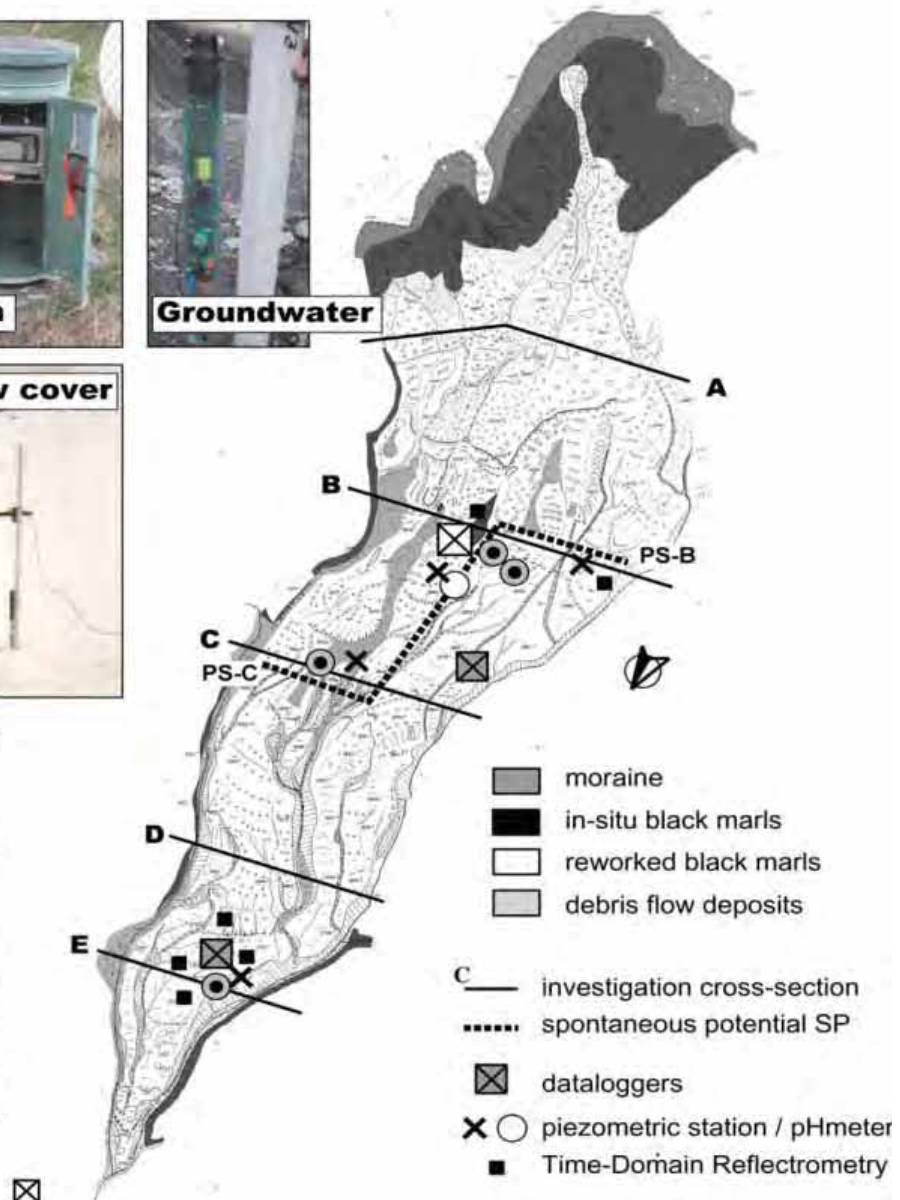 Groundwater
cover
A
B
PS-B
C
PS-C
moraine
in-situ black marls
reworked black marls
debris flow deposits
D
E
C
investigation cross-section
spontaneous potential SP
dataloggers
piezometric station / pHmeter
Time-Domain Reflectrometry